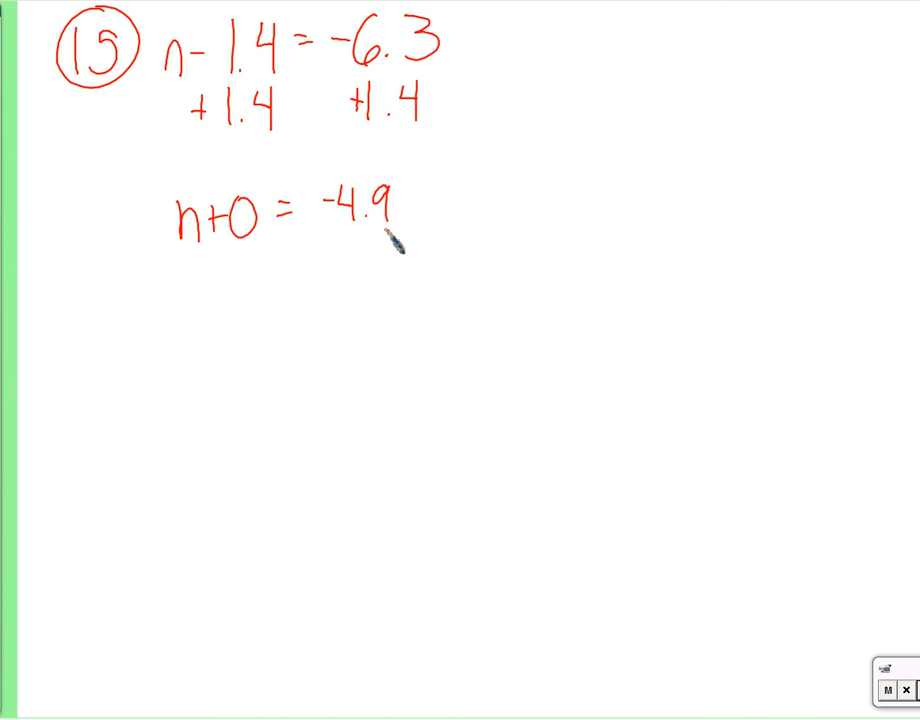 15 n - 1.4 = -6.3
+1.4 +1.4
n+0 = -4.9
M ×